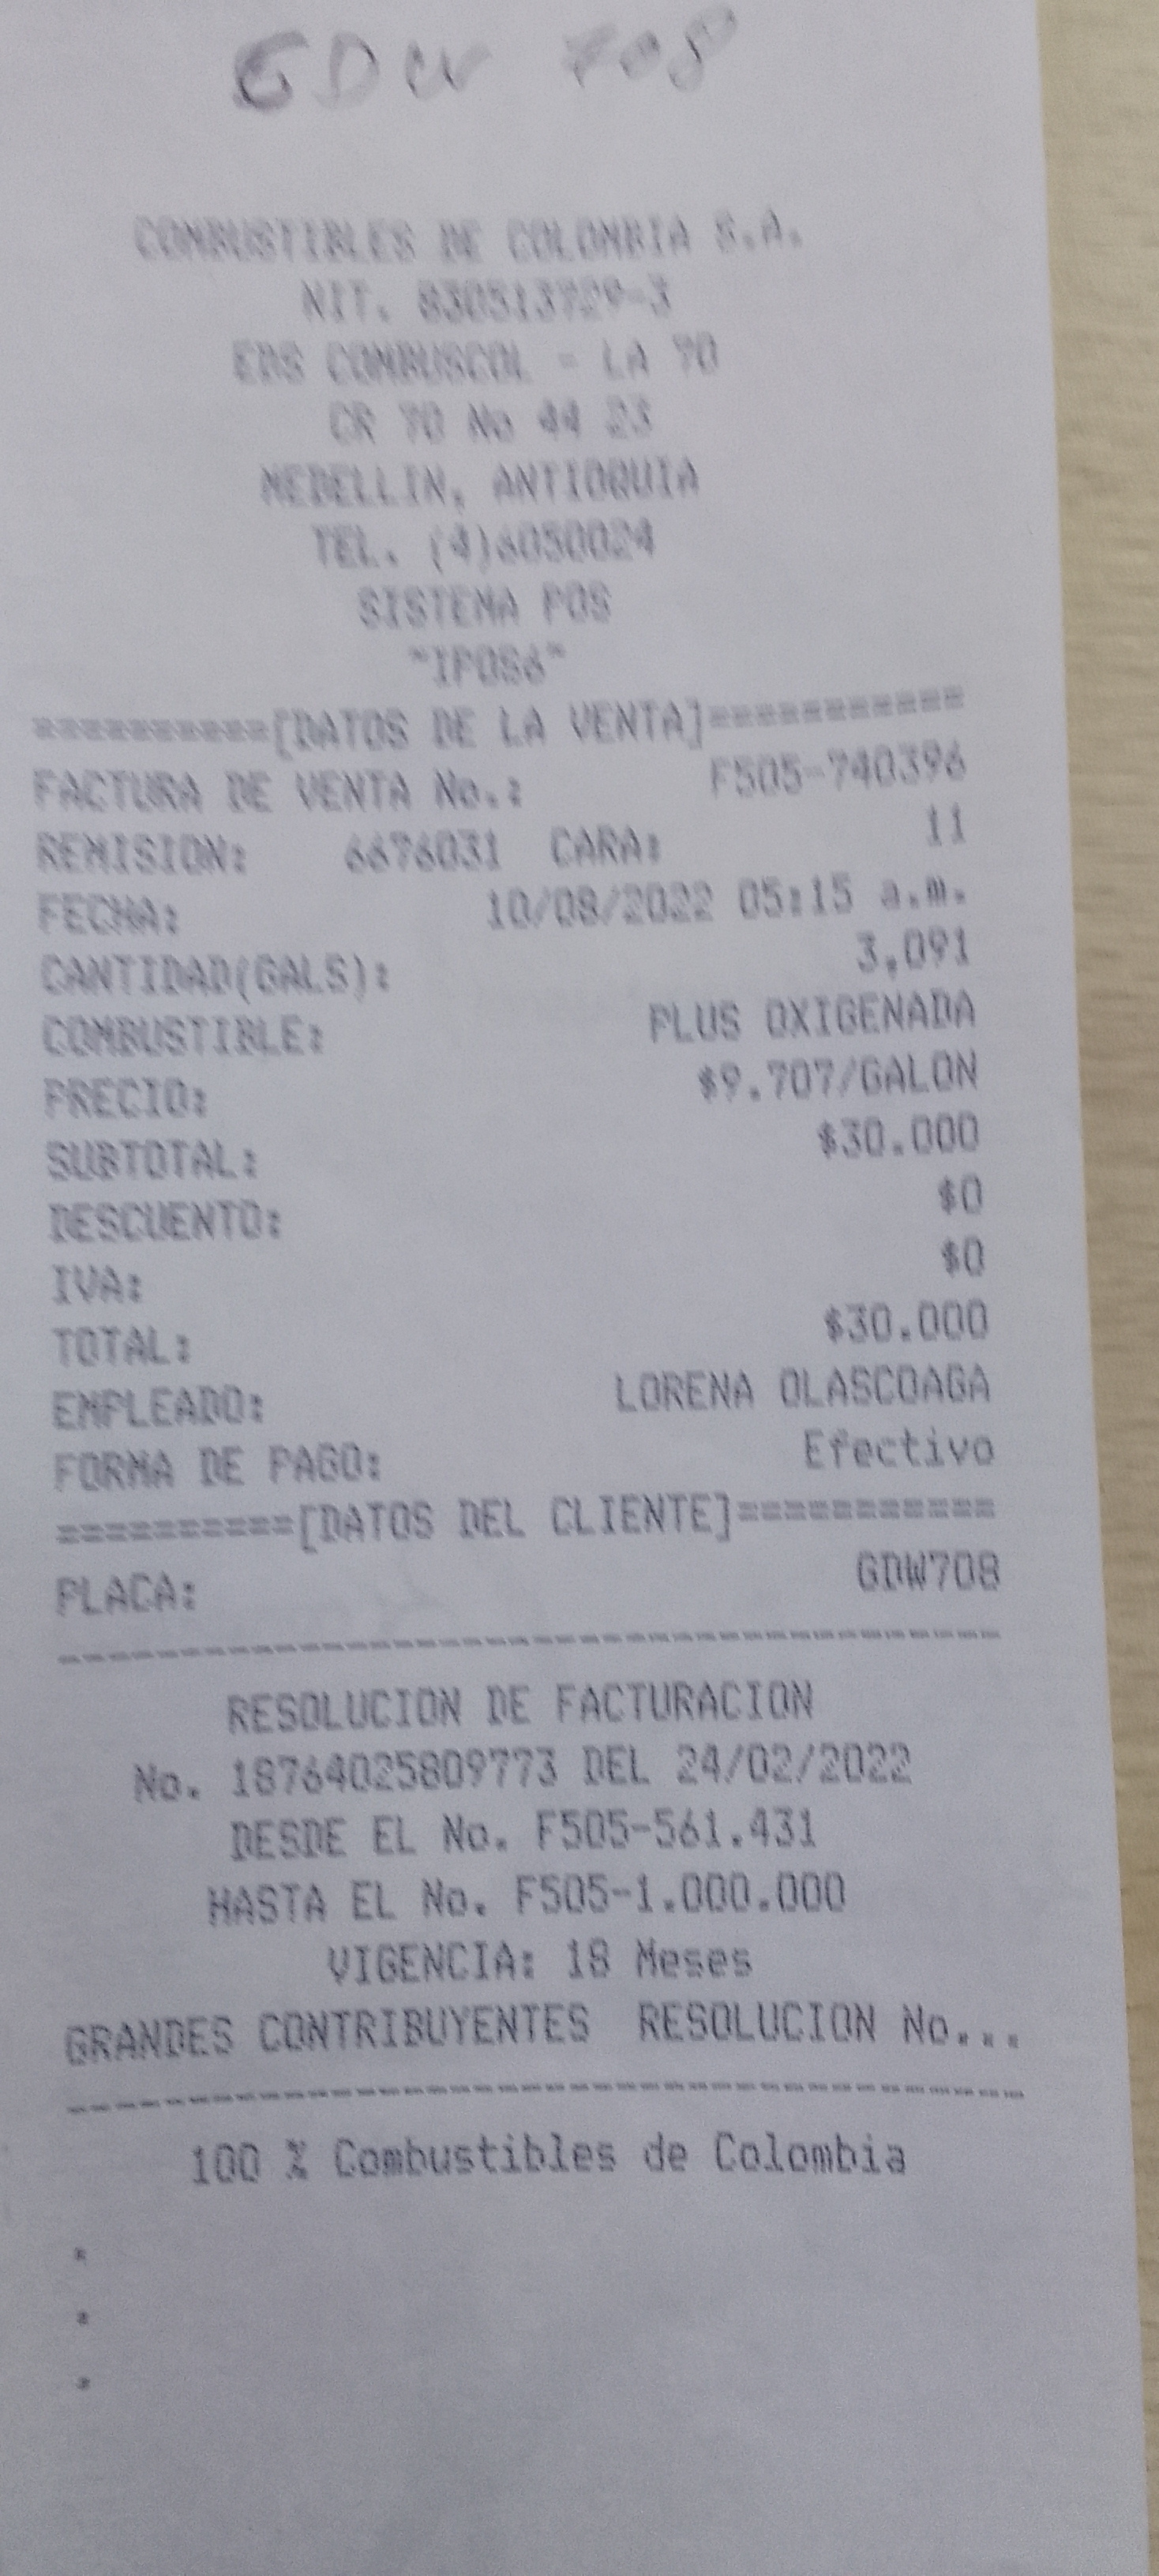 GDW 708
COMBUSTIBLES DE COLOMBIA S.A.
NIT. 830513729-3
EDS COMBUSCOL - LA 70
CR 70 No 44 23
MEDELLIN, ANTIOQUIA
TEL. (4)6050024
SISTEMA POS
"IPOS6"
==========[DATOS DE LA VENTA]===========
FACTURA DE VENTA No.: F505-740396
REMISION: 6676031 CARA: 11
FECHA: 10/08/2022 05:15 a.m.
CANTIDAD(GALS): 3,091
COMBUSTIBLE: PLUS OXIGENADA
PRECIO: $9.707/GALON
SUBTOTAL: $30.000
DESCUENTO: $0
IVA: $0
TOTAL: $30.000
EMPLEADO: LORENA OLASCOAGA
FORMA DE PAGO: Efectivo
==========[DATOS DEL CLIENTE]===========
PLACA: GDW708
----------------------------------------
RESOLUCION DE FACTURACION
No. 18764025809773 DEL 24/02/2022
DESDE EL No. F505-561.431
HASTA EL No. F505-1.000.000
VIGENCIA: 18 Meses
GRANDES CONTRIBUYENTES RESOLUCION No...
----------------------------------------
100 % Combustibles de Colombia
.
.
.